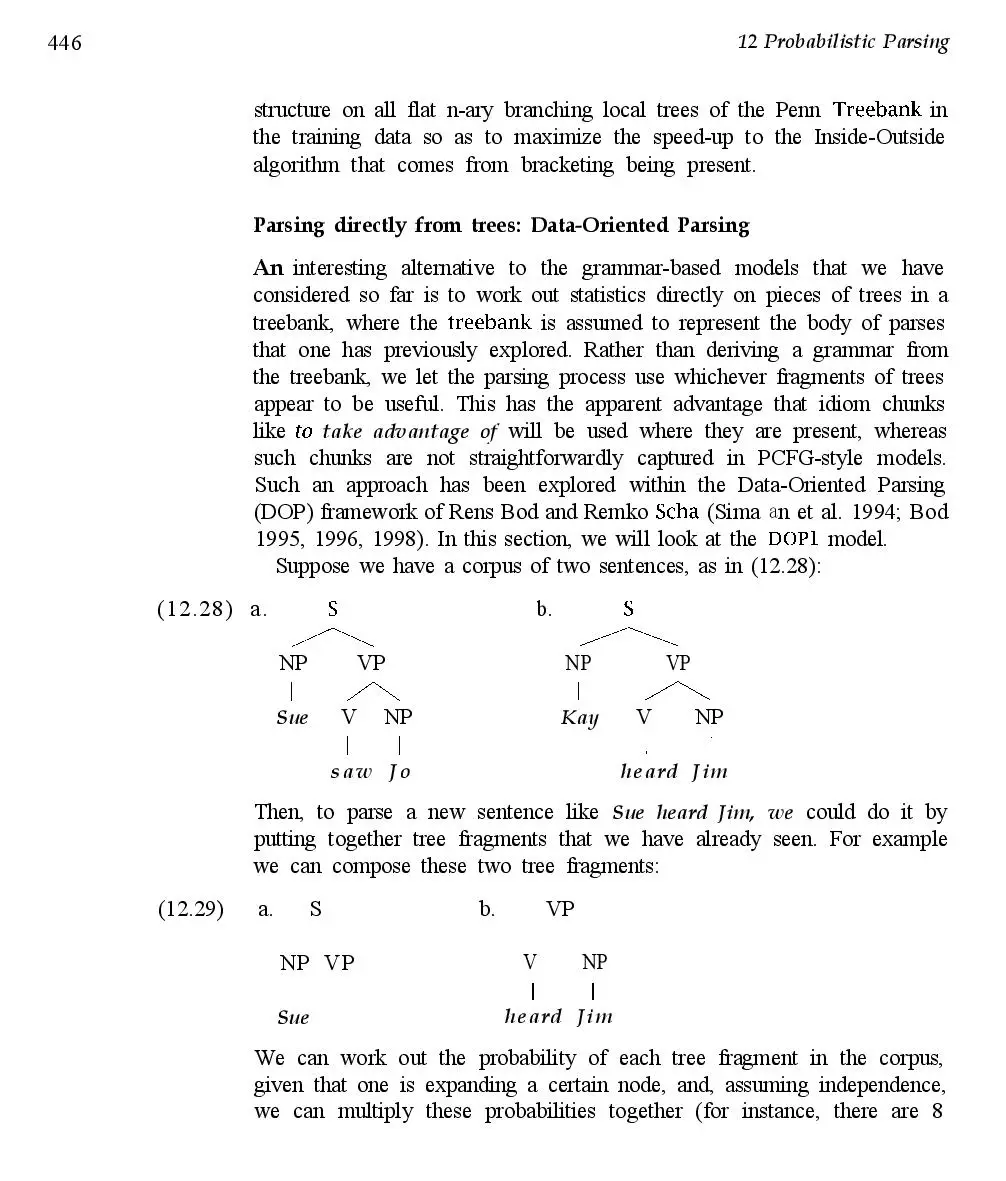 446
12 Probabilistic Parsing
structure on all flat n-ary branching local trees of the Penn Treebank in
the training data so as to maximize the speed-up to the Inside-Outside
algorithm that comes from bracketing being present.
Parsing directly from trees: Data-Oriented Parsing
An interesting alternative to the grammar-based models that we have
considered so far is to work out statistics directly on pieces of trees in a
treebank, where the treebank is assumed to represent the body of parses
that one has previously explored. Rather than deriving a grammar from
the treebank, we let the parsing process use whichever fragments of trees
appear to be useful. This has the apparent advantage that idiom chunks
like to take advantage of will be used where they are present, whereas
such chunks are not straightforwardly captured in PCFG-style models.
Such an approach has been explored within the Data-Oriented Parsing
(DOP) framework of Rens Bod and Remko Scha (Sima an et al. 1994; Bod
1995, 1996, 1998). In this section, we will look at the DOP1 model.
Suppose we have a corpus of two sentences, as in (12.28):
(12.28) a. S b. S
NP VP NP VP
Sue V NP Kay V NP
saw Jo heard Jim
Then, to parse a new sentence like Sue heard Jim, we could do it by
putting together tree fragments that we have already seen. For example
we can compose these two tree fragments:
(12.29) a. S b. VP
NP VP V NP
Sue heard Jim
We can work out the probability of each tree fragment in the corpus,
given that one is expanding a certain node, and, assuming independence,
we can multiply these probabilities together (for instance, there are 8